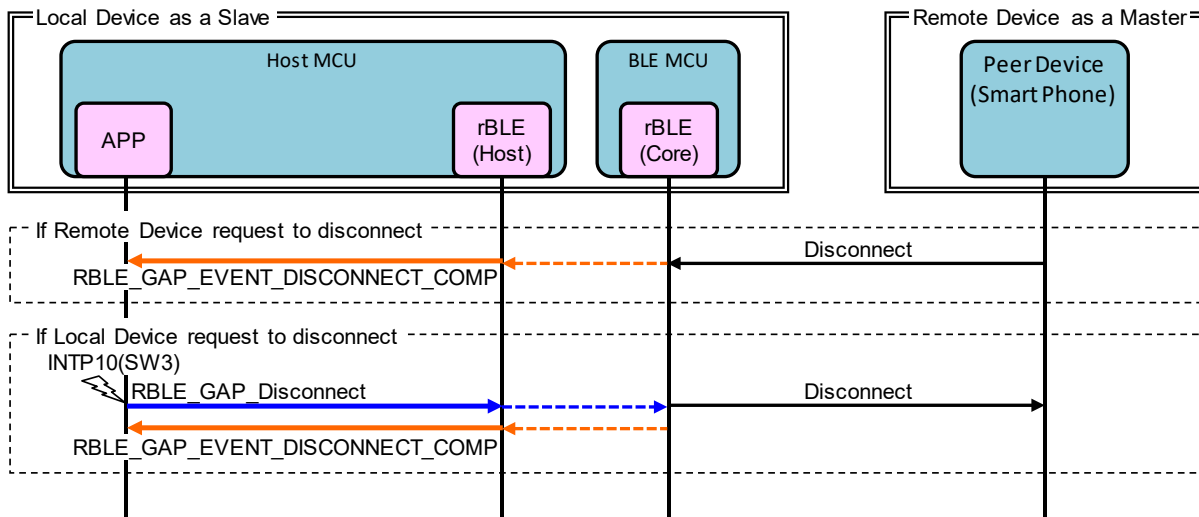 Local Device as a Slave
Remote Device as a Master
Host MCU
BLE MCU
Peer Device
(Smart Phone)
APP
rBLE
(Host)
rBLE
(Core)
If Remote Device request to disconnect
Disconnect
RBLE_GAP_EVENT_DISCONNECT_COMP
If Local Device request to disconnect
INTP10(SW3)
RBLE_GAP_Disconnect
Disconnect
RBLE_GAP_EVENT_DISCONNECT_COMP